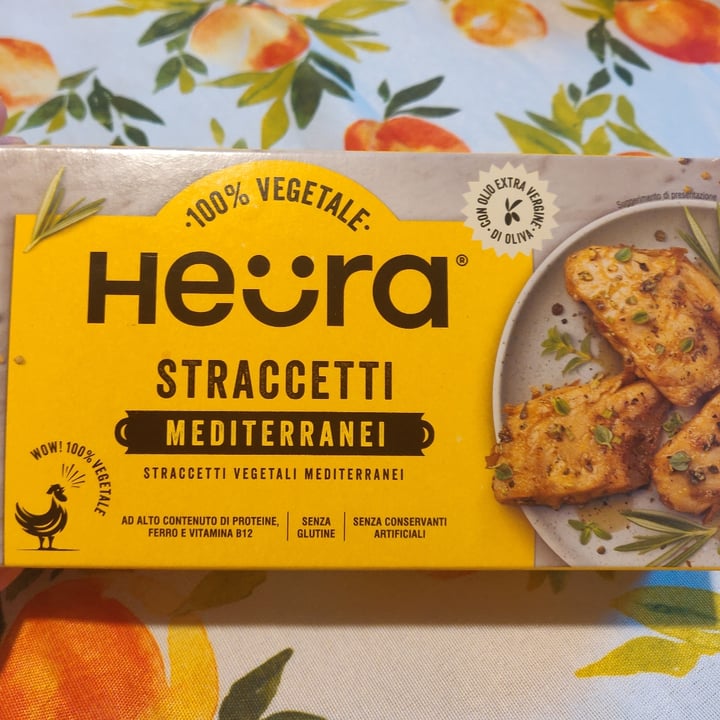 ·100% VEGETALE·
Heüra®
STRACCETTI
MEDITERRANEI
STRACCETTI VEGETALI MEDITERRANEI
WOW! 100% VEGETALE
AD ALTO CONTENUTO DI PROTEINE,
FERRO E VITAMINA B12
SENZA
GLUTINE
SENZA CONSERVANTI
ARTIFICIALI
·CON OLIO EXTRA VERGINE·
DI OLIVA
Suggerimento di presentazione